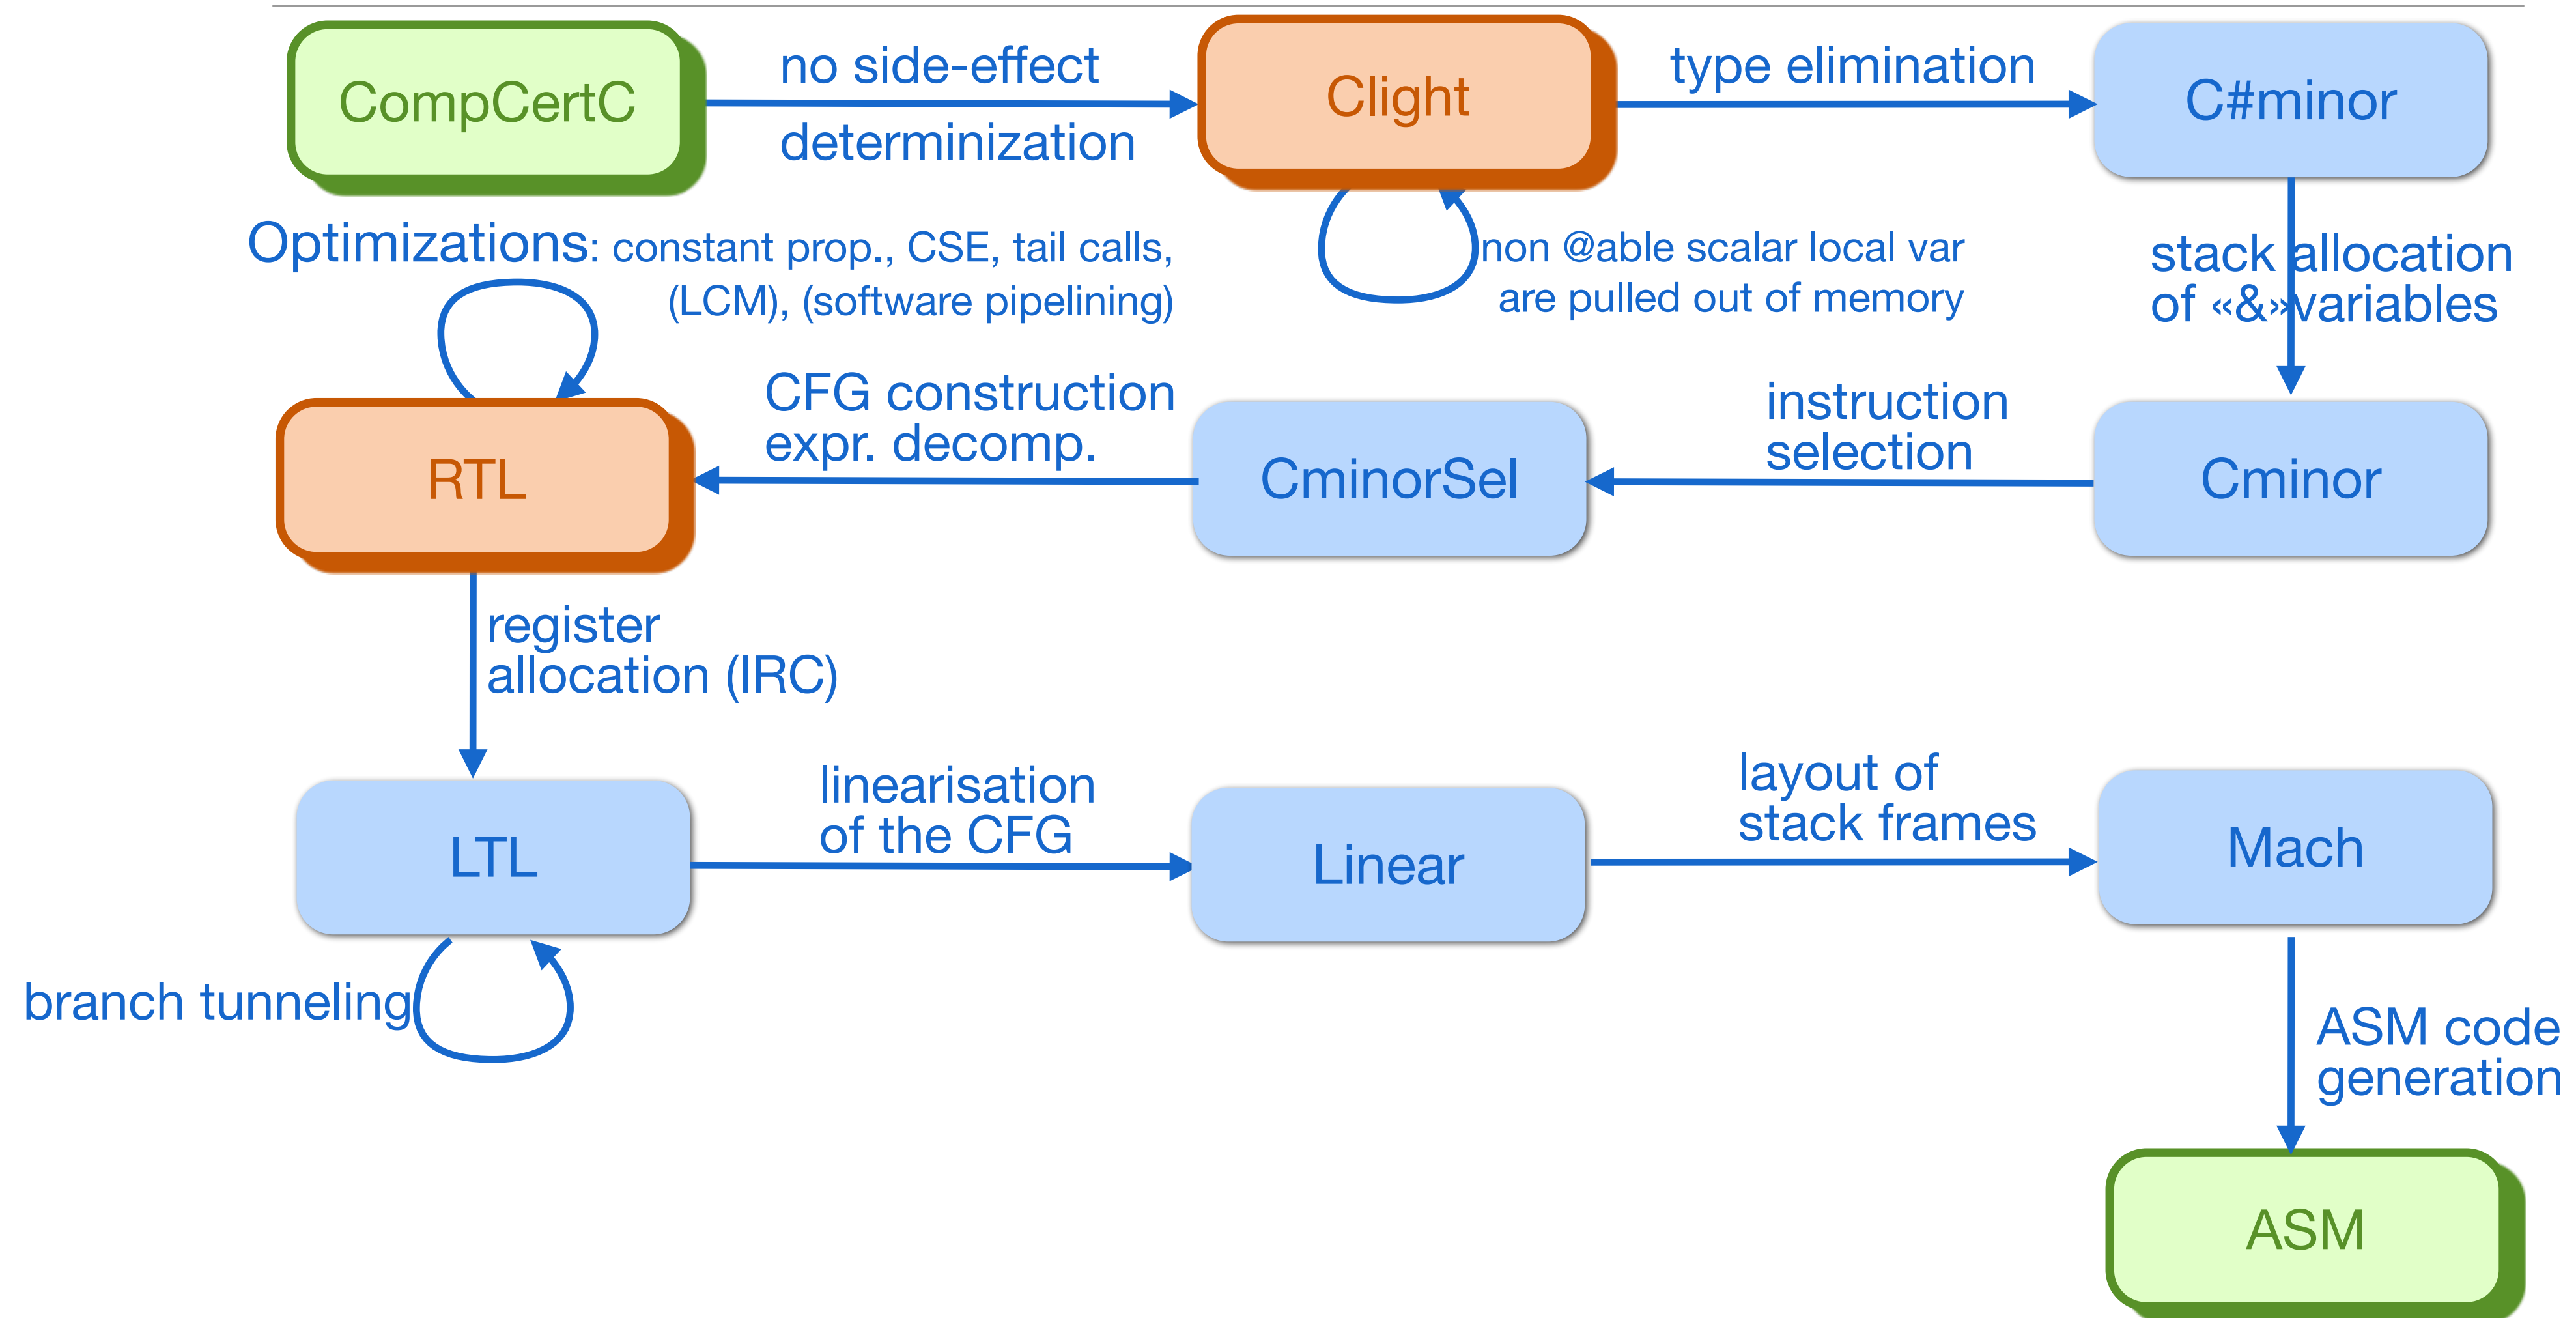 CompCertC
no side-effect
determinization
Clight
type elimination
C#minor
Optimizations: constant prop., CSE, tail calls,
(LCM), (software pipelining)
non @able scalar local var
are pulled out of memory
stack allocation
of «&»variables
RTL
CFG construction
expr. decomp.
CminorSel
instruction
selection
Cminor
register
allocation (IRC)
LTL
linearisation
of the CFG
Linear
layout of
stack frames
Mach
branch tunneling
ASM code
generation
ASM